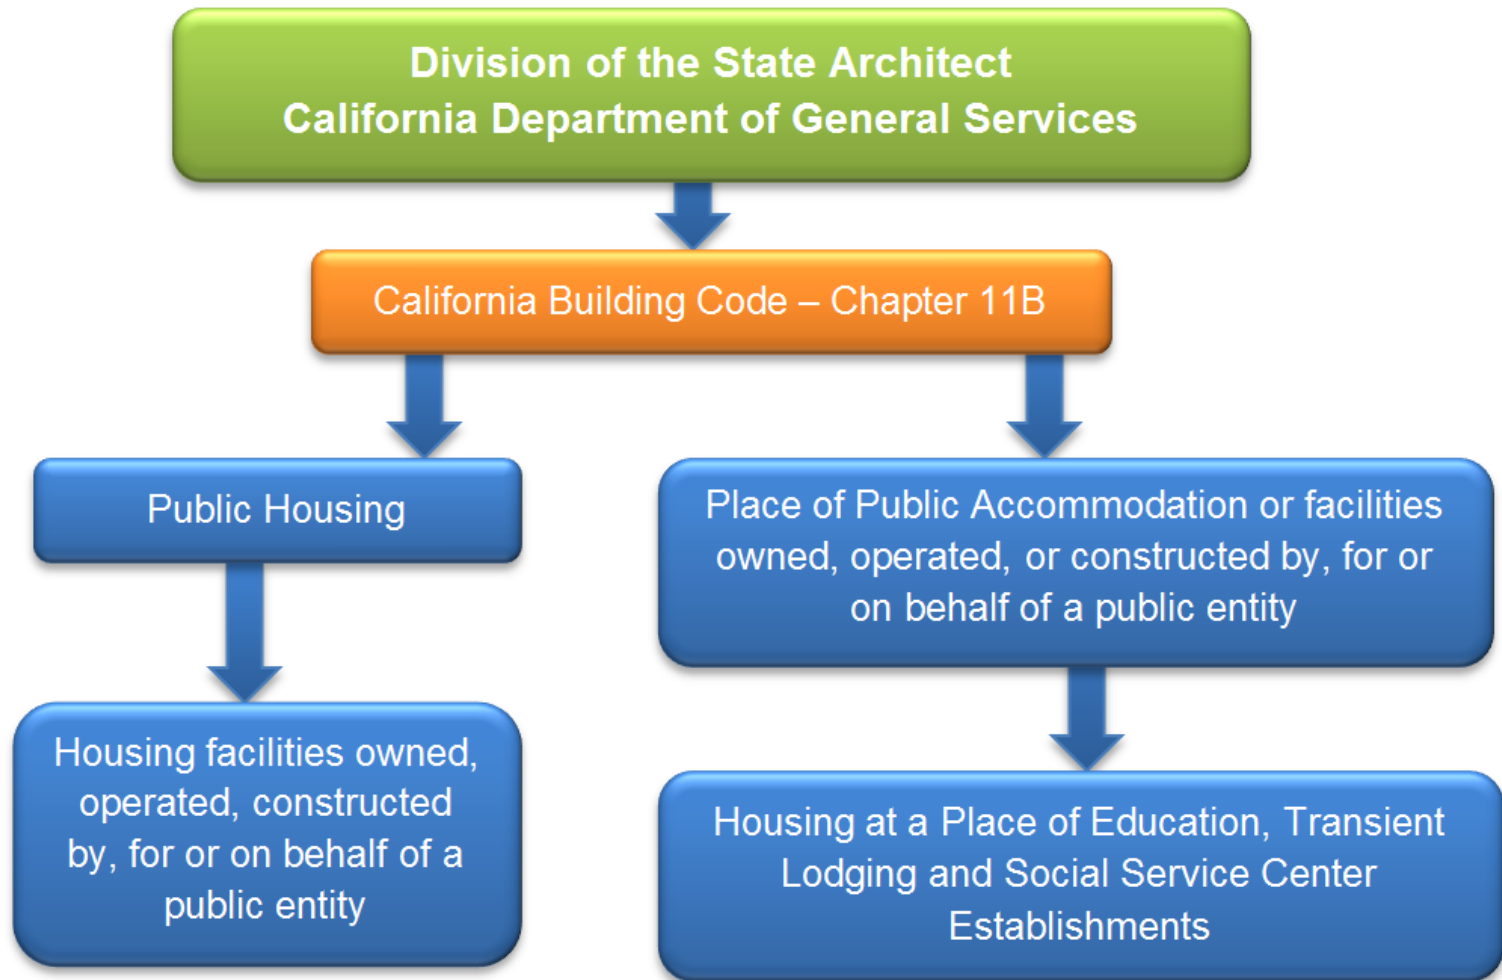 Division of the State Architect
California Department of General Services
California Building Code – Chapter 11B
Public Housing
Housing facilities owned,
operated, constructed
by, for or on behalf of a
public entity
Place of Public Accommodation or facilities
owned, operated, or constructed by, for or
on behalf of a public entity
Housing at a Place of Education, Transient
Lodging and Social Service Center
Establishments